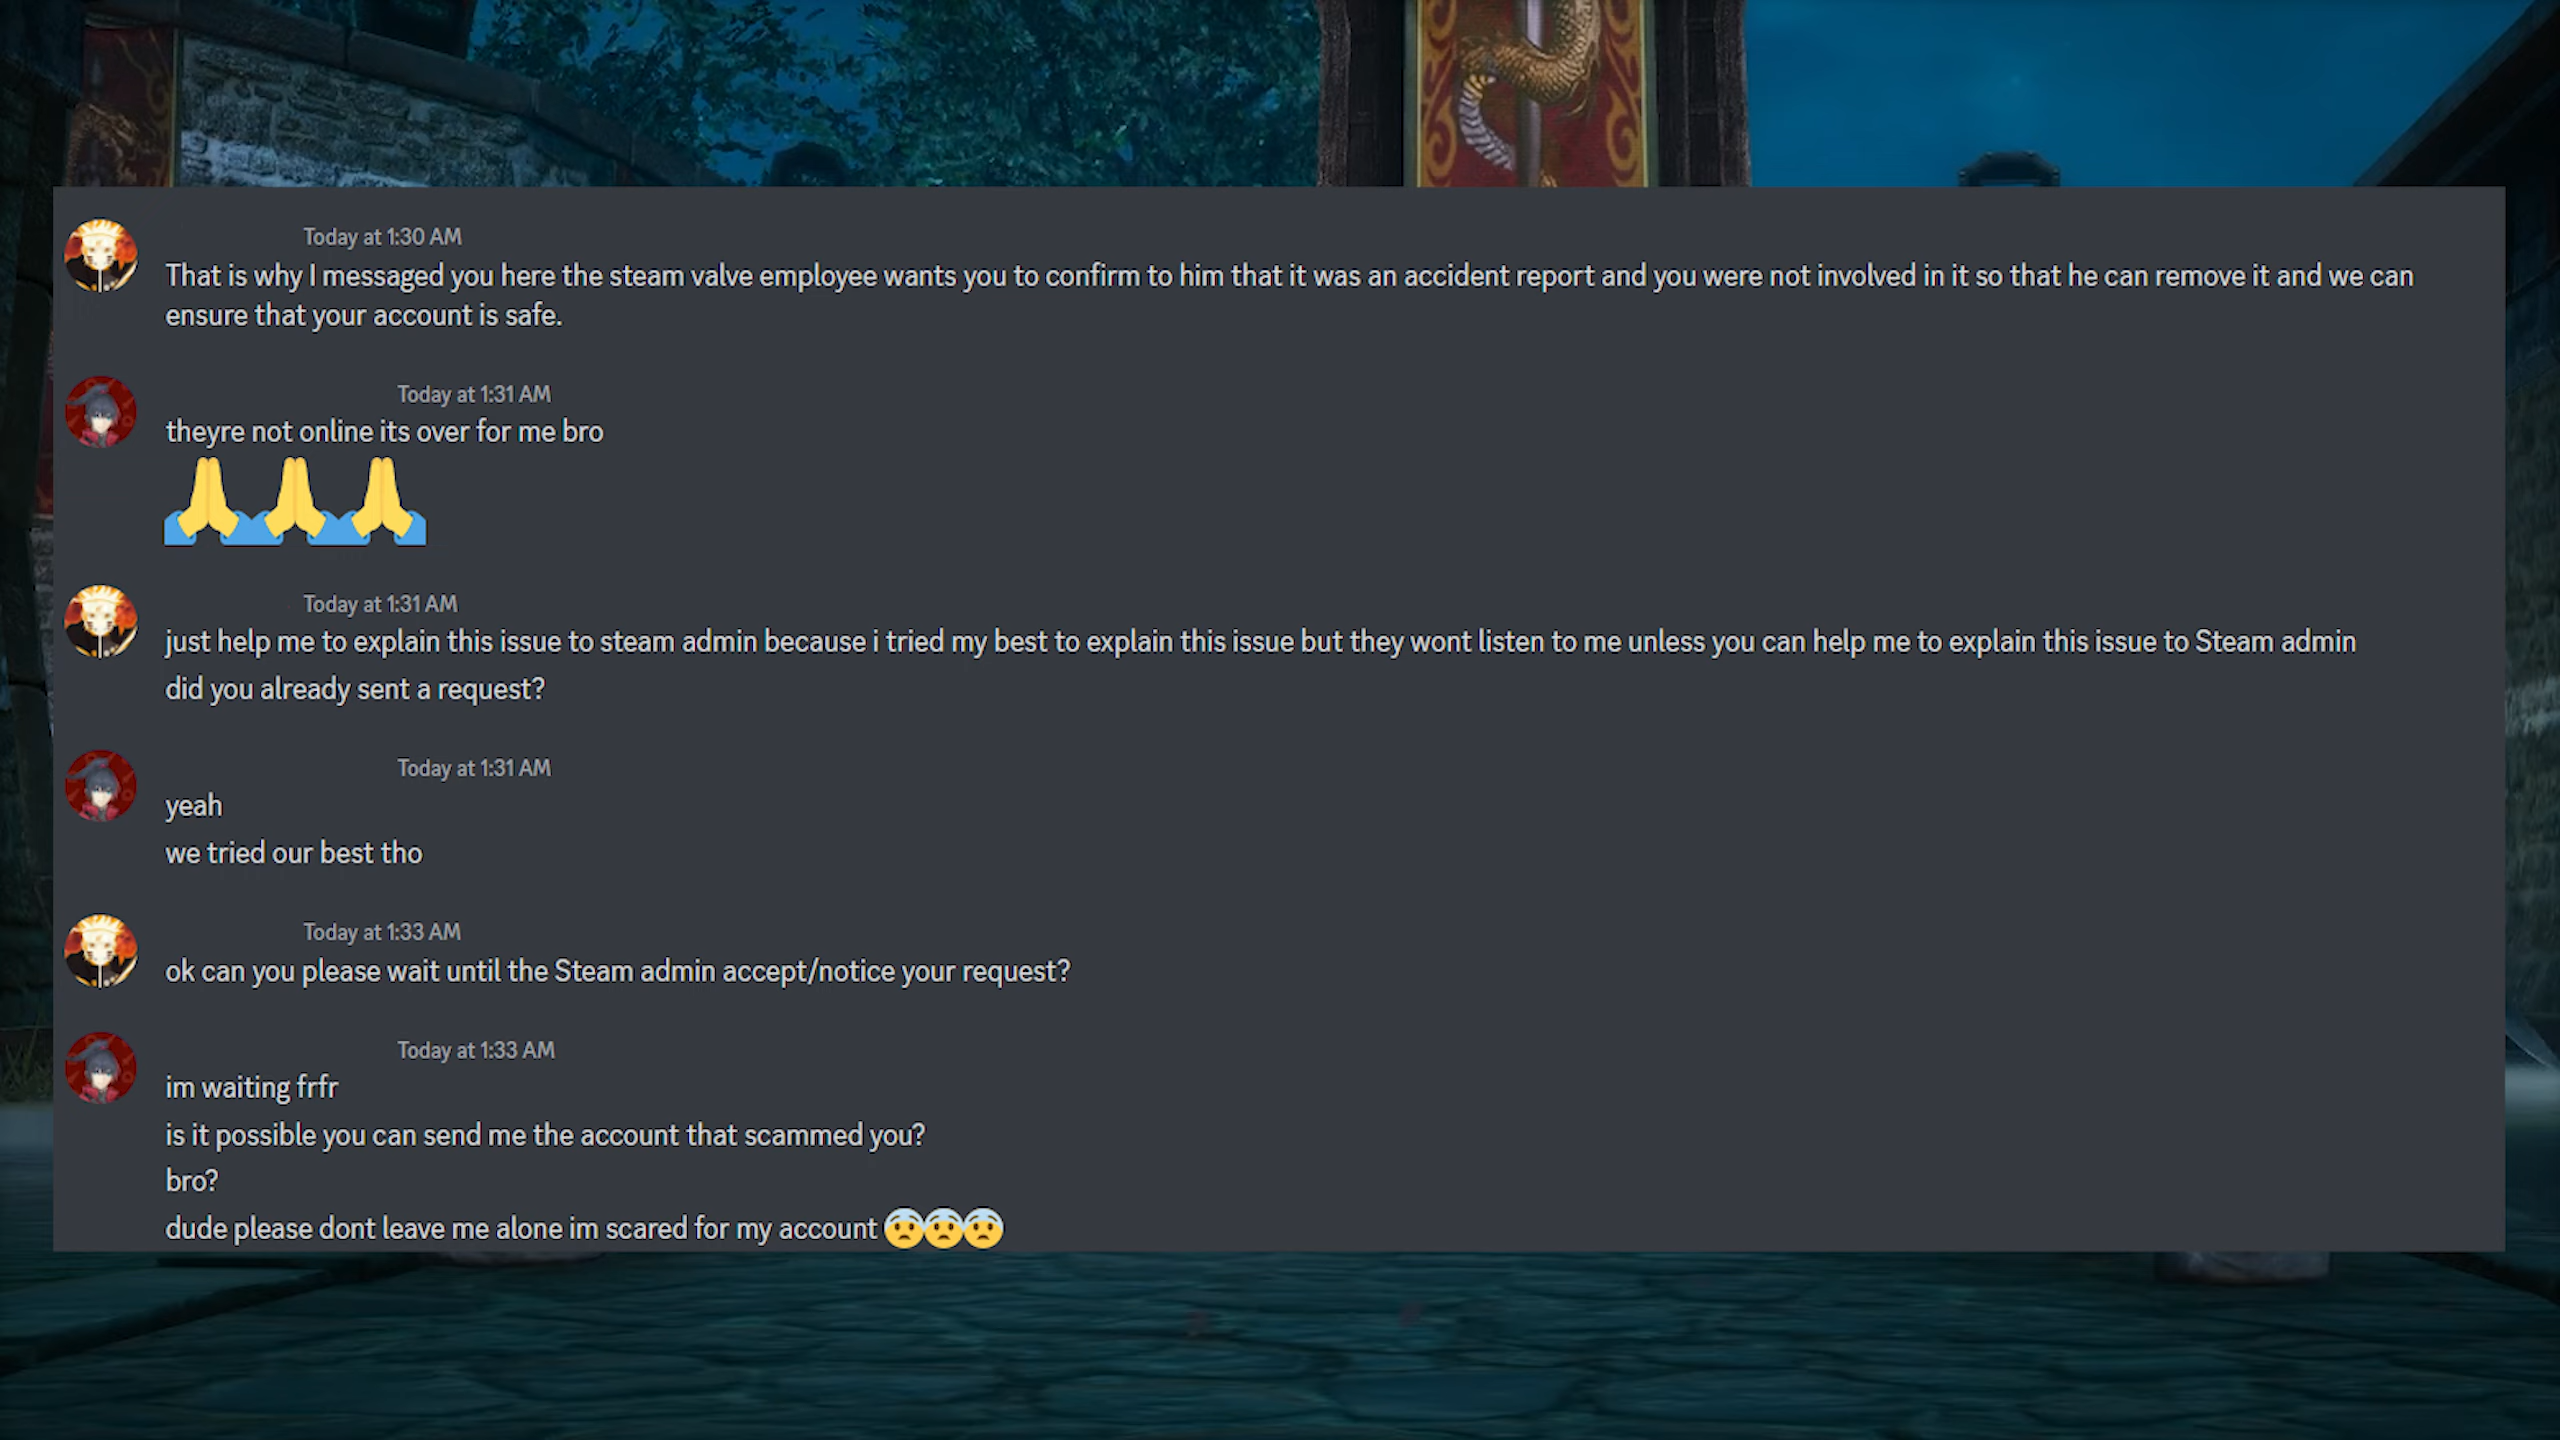 Today at 1:30 AM
That is why I messaged you here the steam valve employee wants you to confirm to him that it was an accident report and you were not involved in it so that he can remove it and we can
ensure that your account is safe.
Today at 1:31 AM
theyre not online its over for me bro
🙏🙏🙏
Today at 1:31 AM
just help me to explain this issue to steam admin because i tried my best to explain this issue but they wont listen to me unless you can help me to explain this issue to Steam admin
did you already sent a request?
Today at 1:31 AM
yeah
we tried our best tho
Today at 1:33 AM
ok can you please wait until the Steam admin accept/notice your request?
Today at 1:33 AM
im waiting frfr
is it possible you can send me the account that scammed you?
bro?
dude please dont leave me alone im scared for my account 😨😨😨